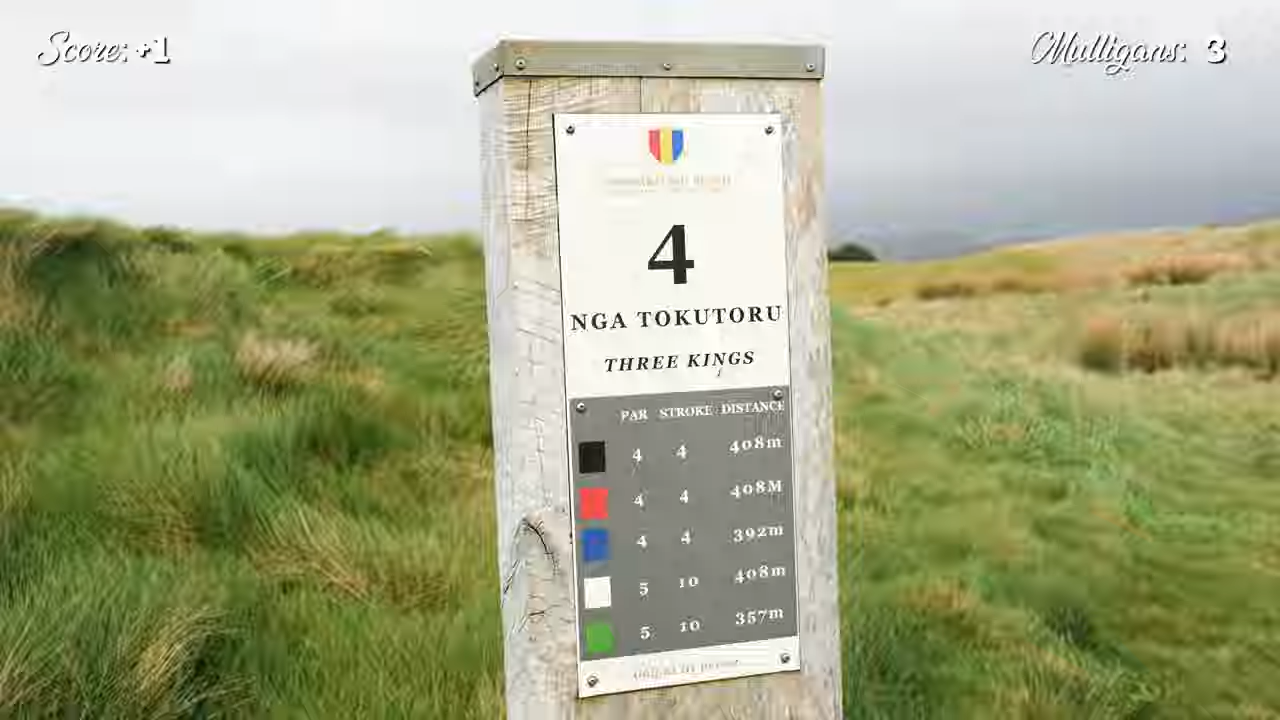 Score: +1
Mulligans: 3
4
NGA TOKUTORU
THREE KINGS
PAR STROKE DISTANCE
4 4 408m
4 4 408M
4 4 392m
5 10 408m
5 10 357m